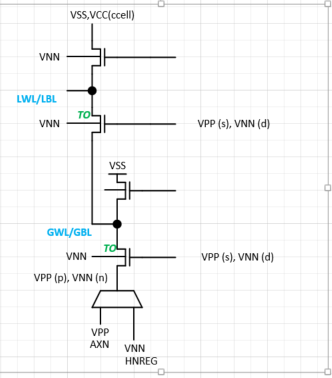 VSS,VCC(ccell)
VNN
LWL/LBL
TO
VNN
VPP (s), VNN (d)
VSS
GWL/GBL
TO
VNN
VPP (s), VNN (d)
VPP (p), VNN (n)
VPP
AXN
VNN
HNREG